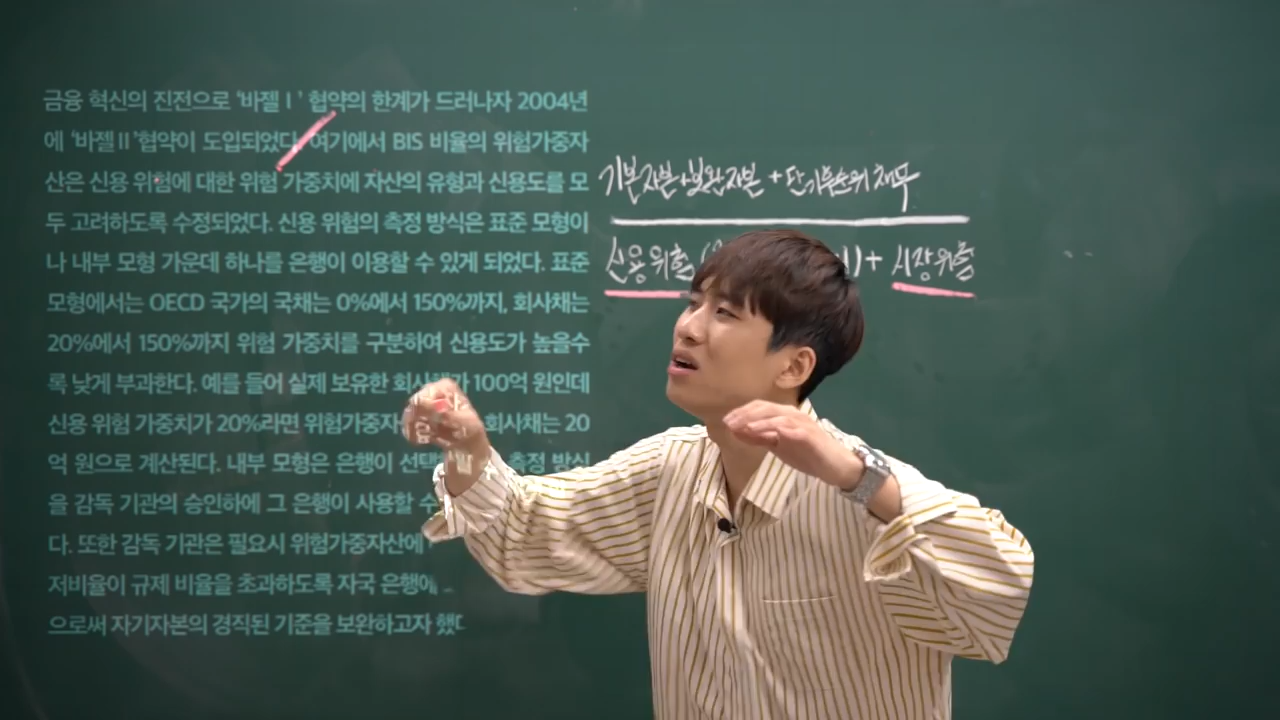 금융 혁신의 진전으로 '바젤Ⅰ' 협약의 한계가 드러나자 2004년
에 '바젤Ⅱ'협약이 도입되었다. 여기에서 BIS 비율의 위험가중자
산은 신용 위험에 대한 위험 가중치에 자산의 유형과 신용도를 모
두 고려하도록 수정되었다. 신용 위험의 측정 방식은 표준 모형이
나 내부 모형 가운데 하나를 은행이 이용할 수 있게 되었다. 표준
모형에서는 OECD 국가의 국채는 0%에서 150%까지, 회사채는
20%에서 150%까지 위험 가중치를 구분하여 신용도가 높을수
록 낮게 부과한다. 예를 들어 실제 보유한 회사채가 100억 원인데
신용 위험 가중치가 20%라면 위험가중자 회사채는 20
억 원으로 계산된다. 내부 모형은 은행이 선택 측정 방식
을 감독 기관의 승인하에 그 은행이 사용할 수
다. 또한 감독 기관은 필요시 위험가중자산에
저비율이 규제 비율을 초과하도록 자국 은행에
으로써 자기자본의 경직된 기준을 보완하고자 했다
기본자본+보완자본+단기후순위 채무
신용위험 ) + 시장위험